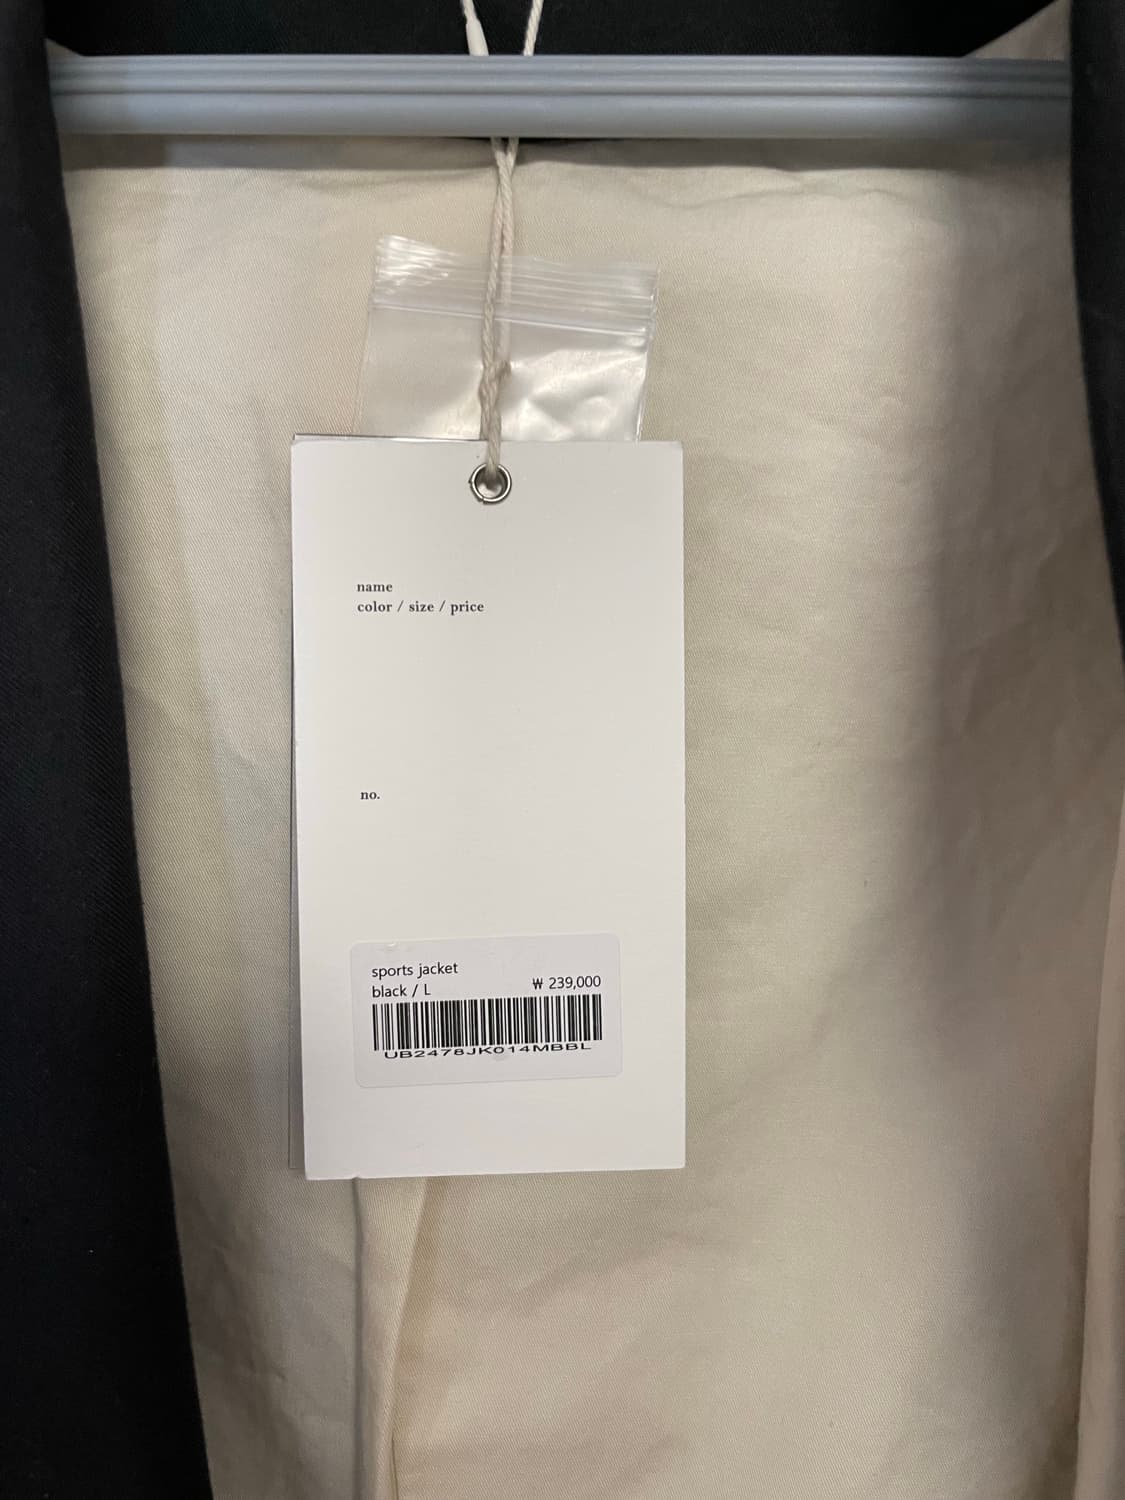 name
color / size / price
no.
sports jacket
black / L
₩ 239,000
UB2478JK014MBBL